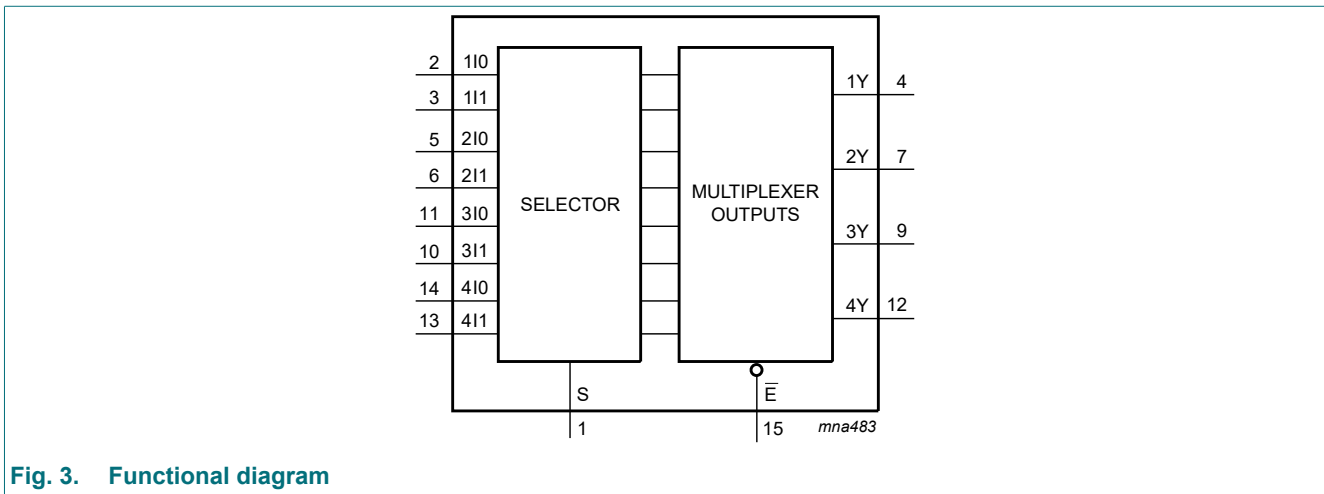 2 1I0
3 1I1
5 2I0
6 2I1
11 3I0
10 3I1
14 4I0
13 4I1
SELECTOR
MULTIPLEXER
OUTPUTS
1Y 4
2Y 7
3Y 9
4Y 12
S
1
E̅
15
mna483
Fig. 3. Functional diagram